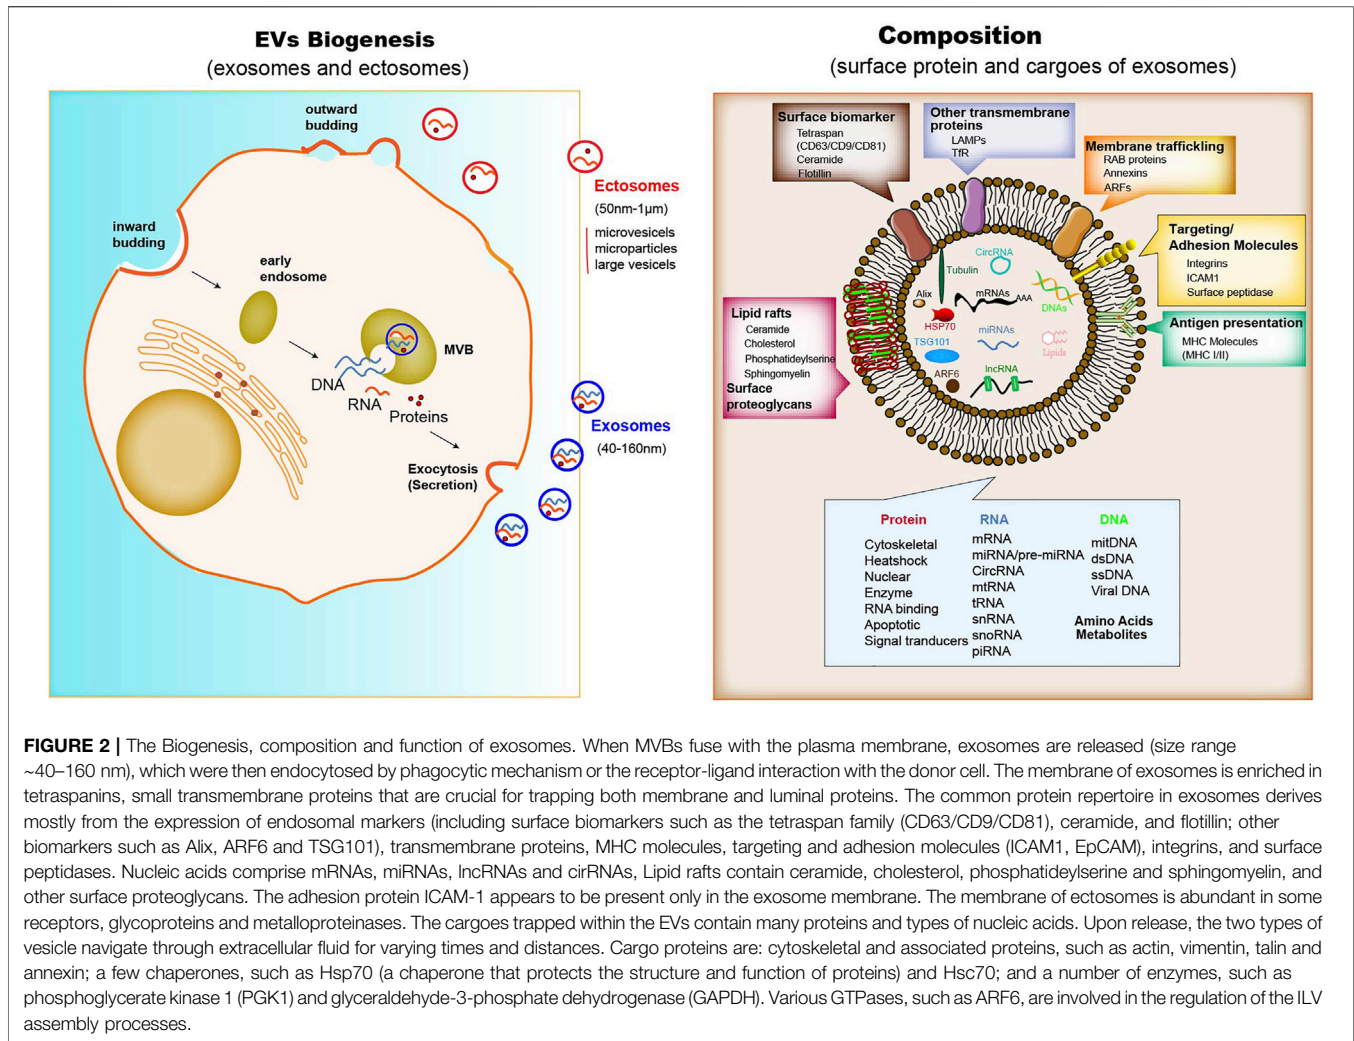 EVs Biogenesis
(exosomes and ectosomes)
outward
budding
inward
budding
early
endosome
MVB
DNA
RNA
Proteins
Exocytosis
(Secretion)
Ectosomes
(50nm-1µm)
microvesicels
microparticles
large vesicels
Exosomes
(40-160nm)
Composition
(surface protein and cargoes of exosomes)
Surface biomarker
Tetraspan
(CD63/CD9/CD81)
Ceramide
Flotillin
Other transmembrane
proteins
LAMPs
TfR
Membrane traffickling
RAB proteins
Annexins
ARFs
Targeting/
Adhesion Molecules
Integrins
ICAM1
Surface peptidase
Antigen presentation
MHC Molecules
(MHC I/II)
Lipid rafts
Ceramide
Cholesterol
Phosphatideylserine
Sphingomyelin
Surface
proteoglycans
CircRNA
Tubulin
Alix
mRNAs
AAA
DNAs
HSP70
TSG101
miRNAs
Lipids
ARF6
lncRNA
Protein
Cytoskeletal
Heatshock
Nuclear
Enzyme
RNA binding
Apoptotic
Signal tranducers
RNA
mRNA
miRNA/pre-miRNA
CircRNA
mtRNA
tRNA
snRNA
snoRNA
piRNA
DNA
mitDNA
dsDNA
ssDNA
Viral DNA
Amino Acids
Metabolites
FIGURE 2 | The Biogenesis, composition and function of exosomes. When MVBs fuse with the plasma membrane, exosomes are released (size range
~40–160 nm), which were then endocytosed by phagocytic mechanism or the receptor-ligand interaction with the donor cell. The membrane of exosomes is enriched in
tetraspanins, small transmembrane proteins that are crucial for trapping both membrane and luminal proteins. The common protein repertoire in exosomes derives
mostly from the expression of endosomal markers (including surface biomarkers such as the tetraspan family (CD63/CD9/CD81), ceramide, and flotillin; other
biomarkers such as Alix, ARF6 and TSG101), transmembrane proteins, MHC molecules, targeting and adhesion molecules (ICAM1, EpCAM), integrins, and surface
peptidases. Nucleic acids comprise mRNAs, miRNAs, lncRNAs and cirRNAs, Lipid rafts contain ceramide, cholesterol, phosphatideylserine and sphingomyelin, and
other surface proteoglycans. The adhesion protein ICAM-1 appears to be present only in the exosome membrane. The membrane of ectosomes is abundant in some
receptors, glycoproteins and metalloproteinases. The cargoes trapped within the EVs contain many proteins and types of nucleic acids. Upon release, the two types of
vesicle navigate through extracellular fluid for varying times and distances. Cargo proteins are: cytoskeletal and associated proteins, such as actin, vimentin, talin and
annexin; a few chaperones, such as Hsp70 (a chaperone that protects the structure and function of proteins) and Hsc70; and a number of enzymes, such as
phosphoglycerate kinase 1 (PGK1) and glyceraldehyde-3-phosphate dehydrogenase (GAPDH). Various GTPases, such as ARF6, are involved in the regulation of the ILV
assembly processes.